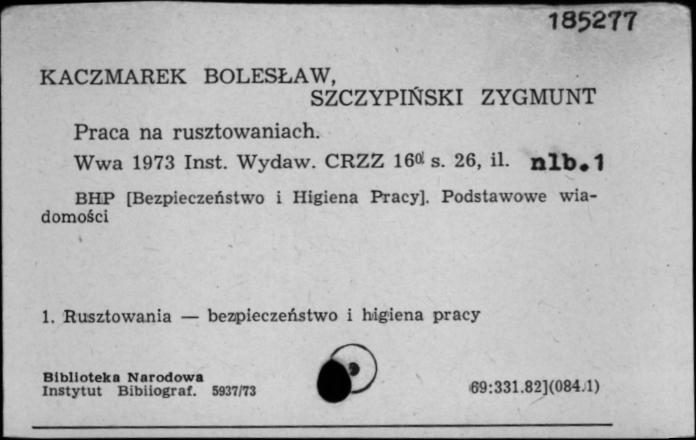 185277
KACZMAREK BOLESŁAW,
SZCZYPIŃSKI ZYGMUNT
Praca na rusztowaniach.
Wwa 1973 Inst. Wydaw. CRZZ 16⁰ s. 26, il. nlb.1
BHP [Bezpieczeństwo i Higiena Pracy]. Podstawowe wia-
domości
1. Rusztowania — bezpieczeństwo i higiena pracy
Biblioteka Narodowa
Instytut Bibliograf. 5937/73
69:331.82](084.1)